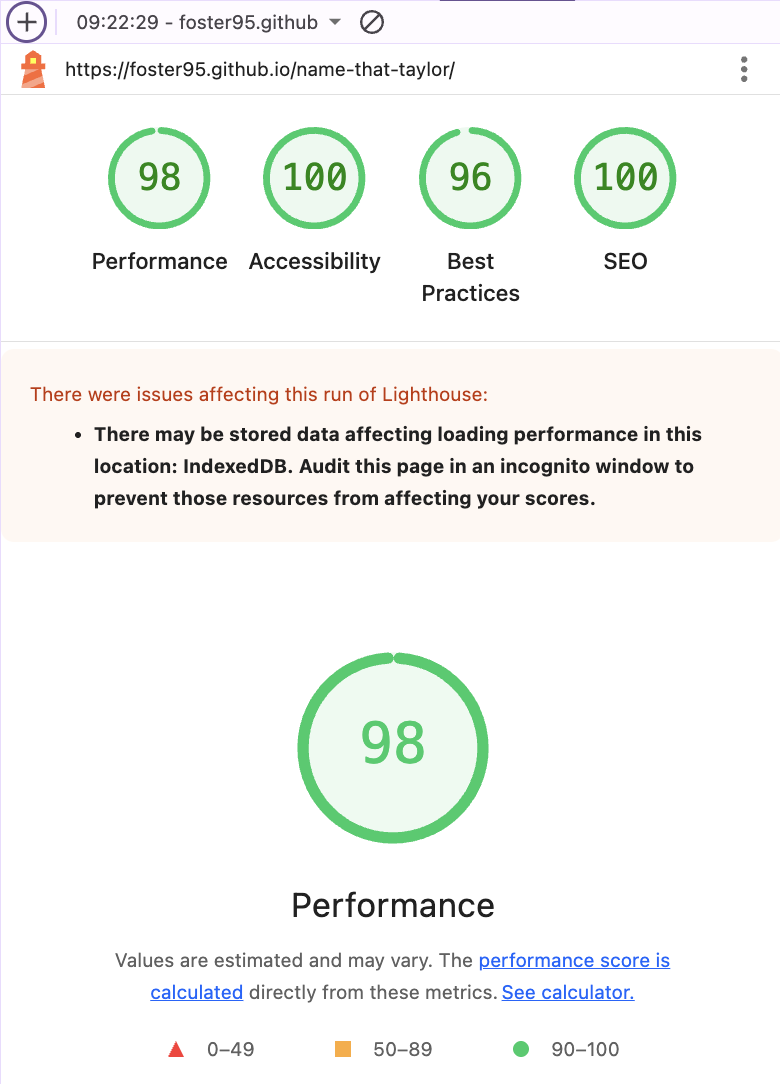 09:22:29 - foster95.github
https://foster95.github.io/name-that-taylor/
98 100 96 100
Performance Accessibility Best Practices SEO
There were issues affecting this run of Lighthouse:
• There may be stored data affecting loading performance in this
location: IndexedDB. Audit this page in an incognito window to
prevent those resources from affecting your scores.
98
Performance
Values are estimated and may vary. The performance score is
calculated directly from these metrics. See calculator.
0–49 50–89 90–100